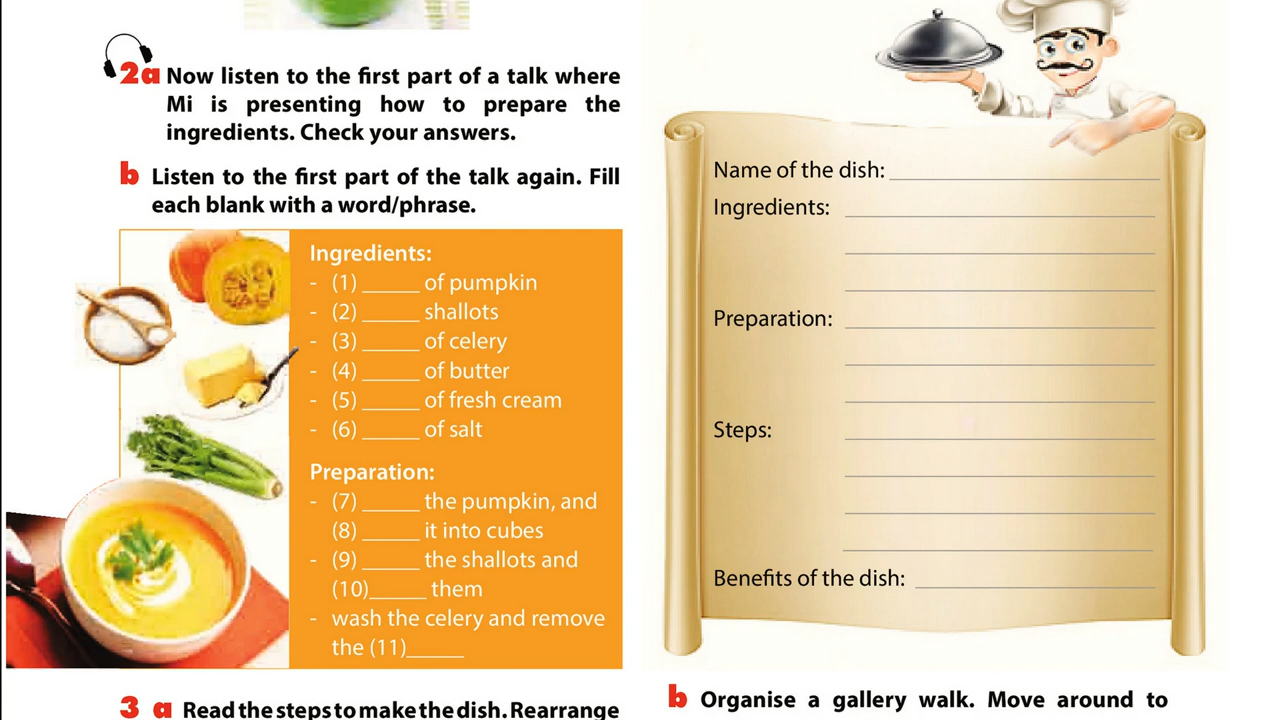 2a Now listen to the first part of a talk where
Mi is presenting how to prepare the
ingredients. Check your answers.
b Listen to the first part of the talk again. Fill
each blank with a word/phrase.
Ingredients:
- (1) _____ of pumpkin
- (2) _____ shallots
- (3) _____ of celery
- (4) _____ of butter
- (5) _____ of fresh cream
- (6) _____ of salt
Preparation:
- (7) _____ the pumpkin, and
(8) _____ it into cubes
- (9) _____ the shallots and
(10)_____ them
- wash the celery and remove
the (11)_____
3 a Read the steps to make the dish. Rearrange
Name of the dish: _____
Ingredients: _____
Preparation: _____
Steps: _____
Benefits of the dish: _____
b Organise a gallery walk. Move around to